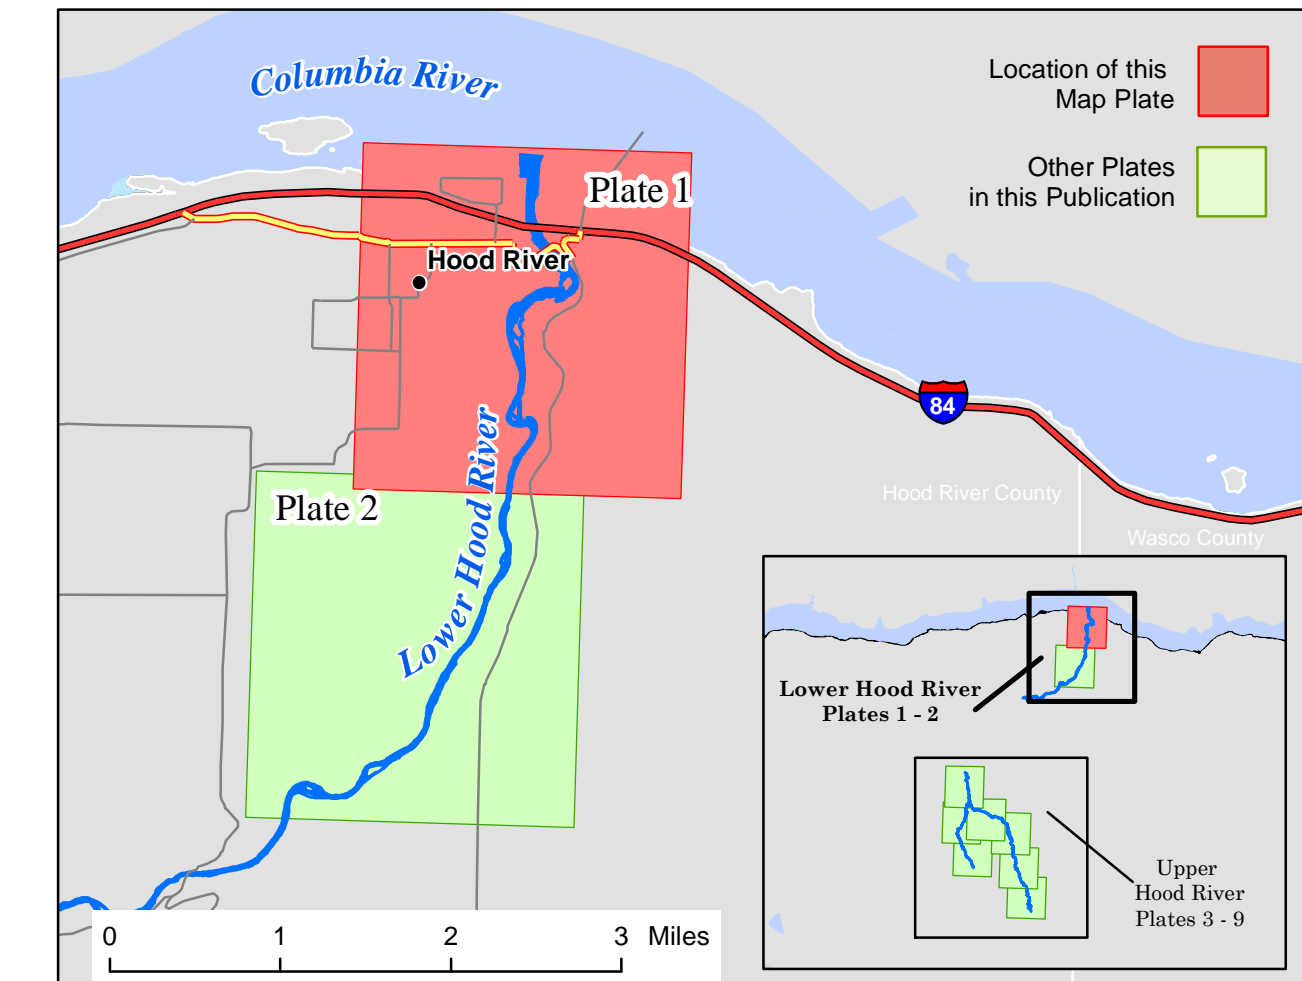 Columbia River
Location of this
Map Plate
Other Plates
in this Publication
Plate 1
Hood River
84
Lower Hood River
Plate 2
Hood River County
Wasco County
Lower Hood River
Plates 1 - 2
Upper
Hood River
Plates 3 - 9
0 1 2 3 Miles